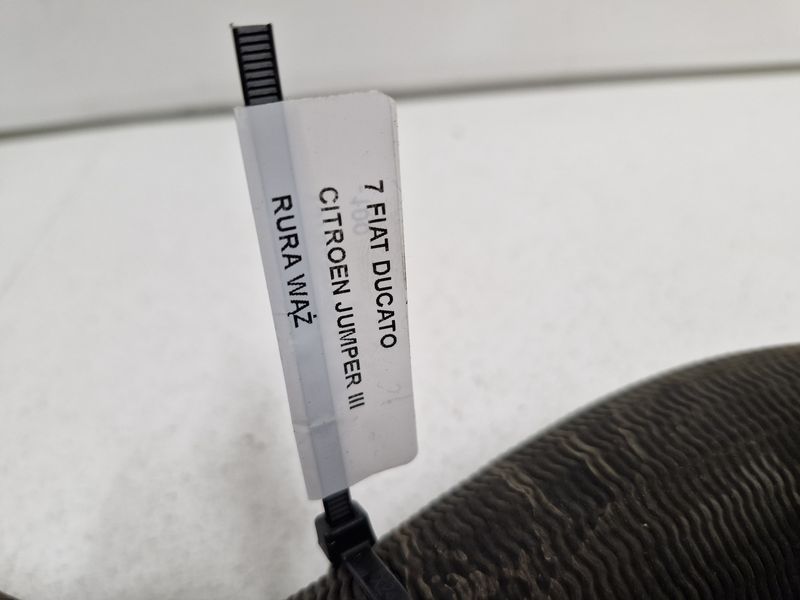 7 FIAT DUCATO
CITROEN JUMPER III
RURA WĄŻ